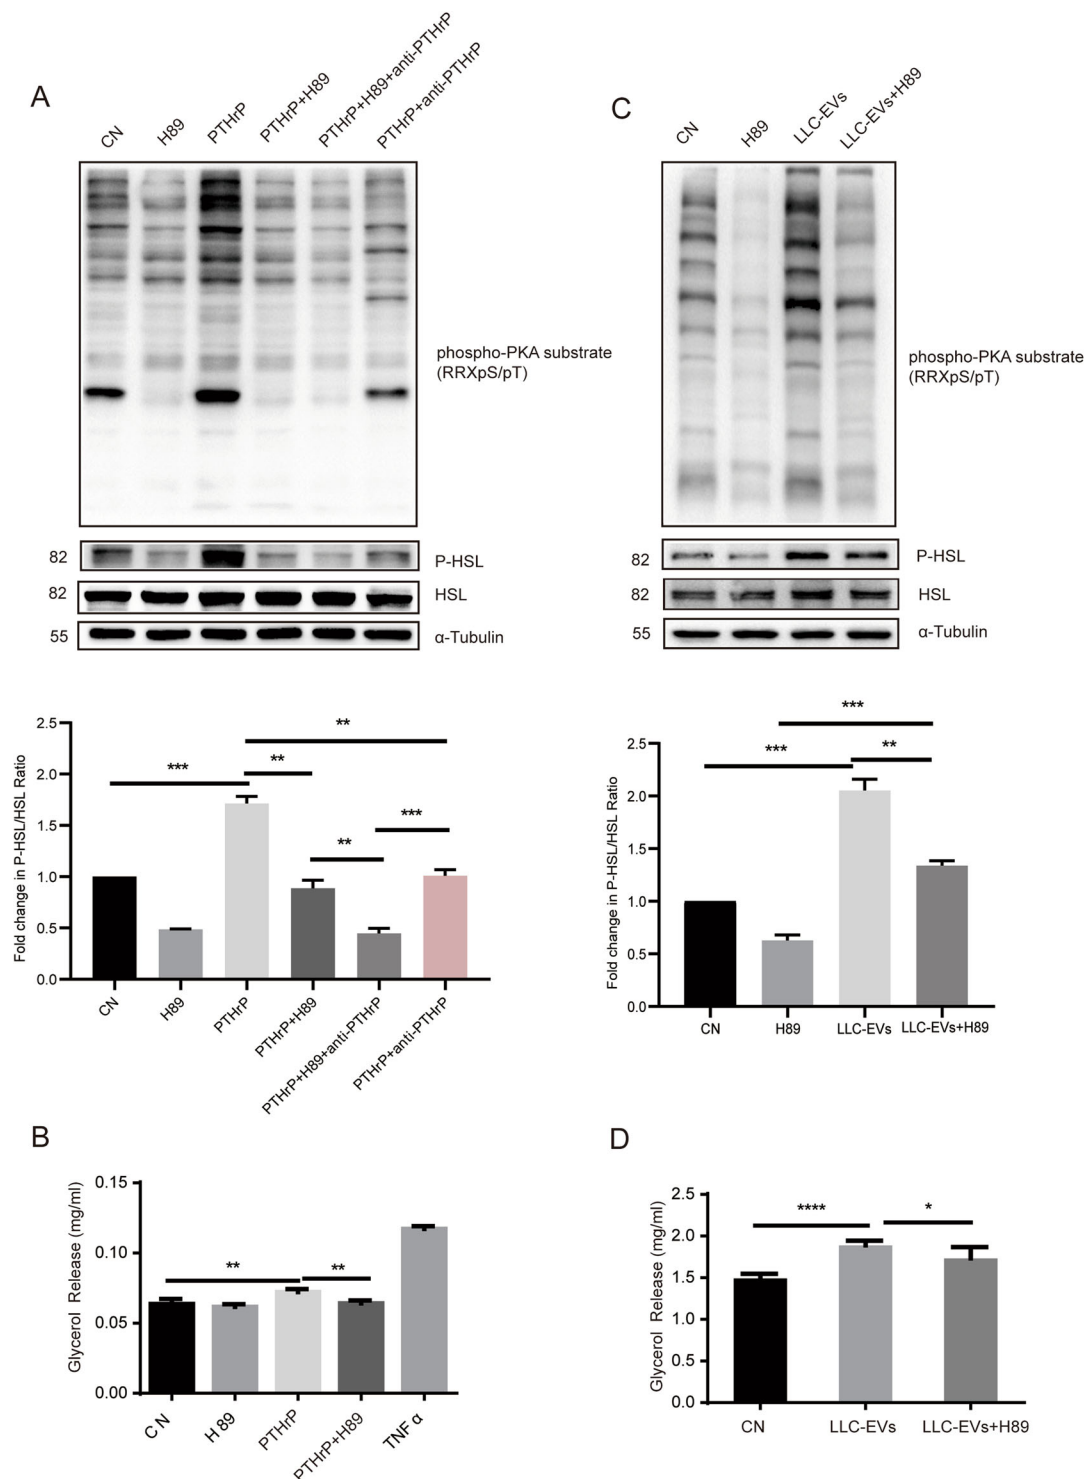 A
CN
H89
PTHrP
PTHrP+H89
PTHrP+H89+anti-PTHrP
PTHrP+anti-PTHrP
phospho-PKA substrate
(RRXpS/pT)
82
P-HSL
82
HSL
55
α-Tubulin
Fold change in P-HSL/HSL Ratio
2.5
2.0
1.5
1.0
0.5
0.0
***
**
**
**
***
CN
H89
PTHrP
PTHrP+H89
PTHrP+H89+anti-PTHrP
PTHrP+anti-PTHrP
C
CN
H89
LLC-EVs
LLC-EVs+H89
phospho-PKA substrate
(RRXpS/pT)
82
P-HSL
82
HSL
55
α-Tubulin
Fold change in P-HSL/HSL Ratio
2.5
2.0
1.5
1.0
0.5
0.0
***
***
**
CN
H89
LLC-EVs
LLC-EVs+H89
B
Glycerol Release (mg/ml)
0.15
0.10
0.05
0.00
**
**
CN
H89
PTHrP
PTHrP+H89
TNFα
D
Glycerol Release (mg/ml)
2.5
2.0
1.5
1.0
0.5
0.0
****
*
CN
LLC-EVs
LLC-EVs+H89